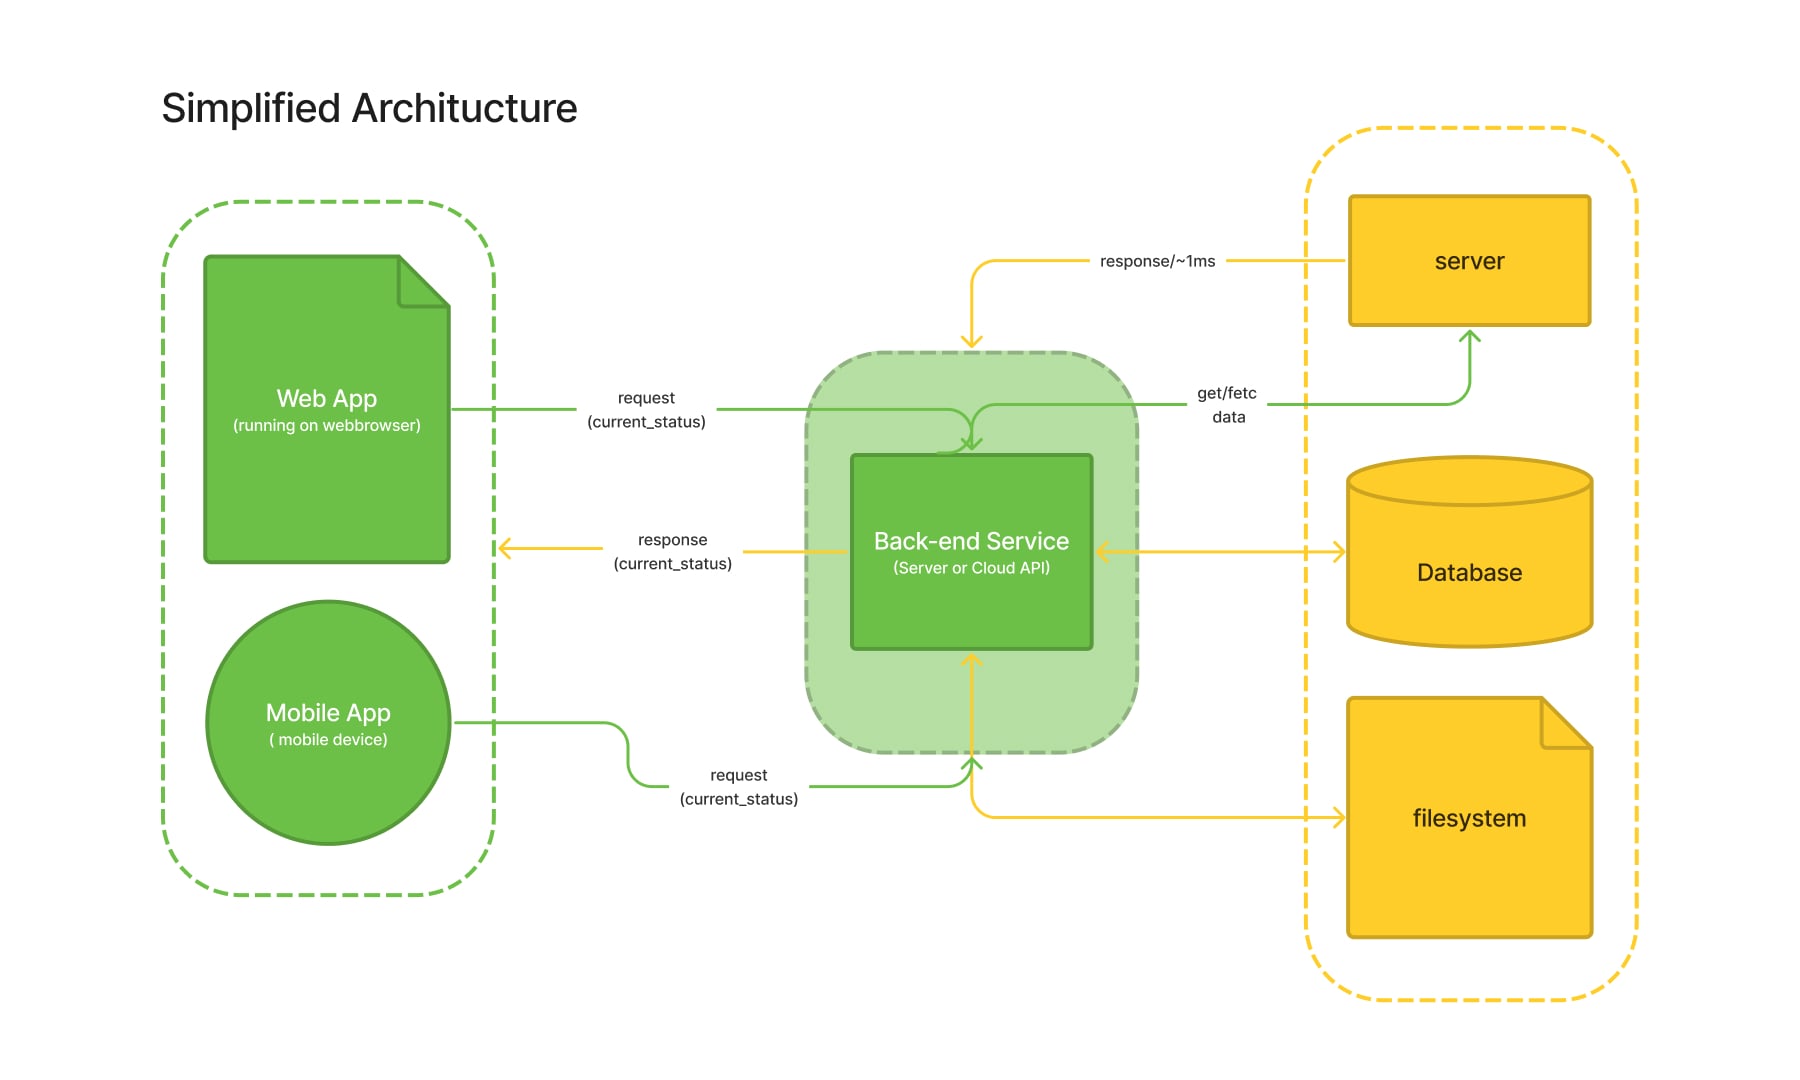 Simplified Architucture
Web App
(running on webbrowser)
Mobile App
( mobile device)
request
(current_status)
response
(current_status)
request
(current_status)
Back-end Service
(Server or Cloud API)
response/~1ms
get/fetc
data
server
Database
filesystem